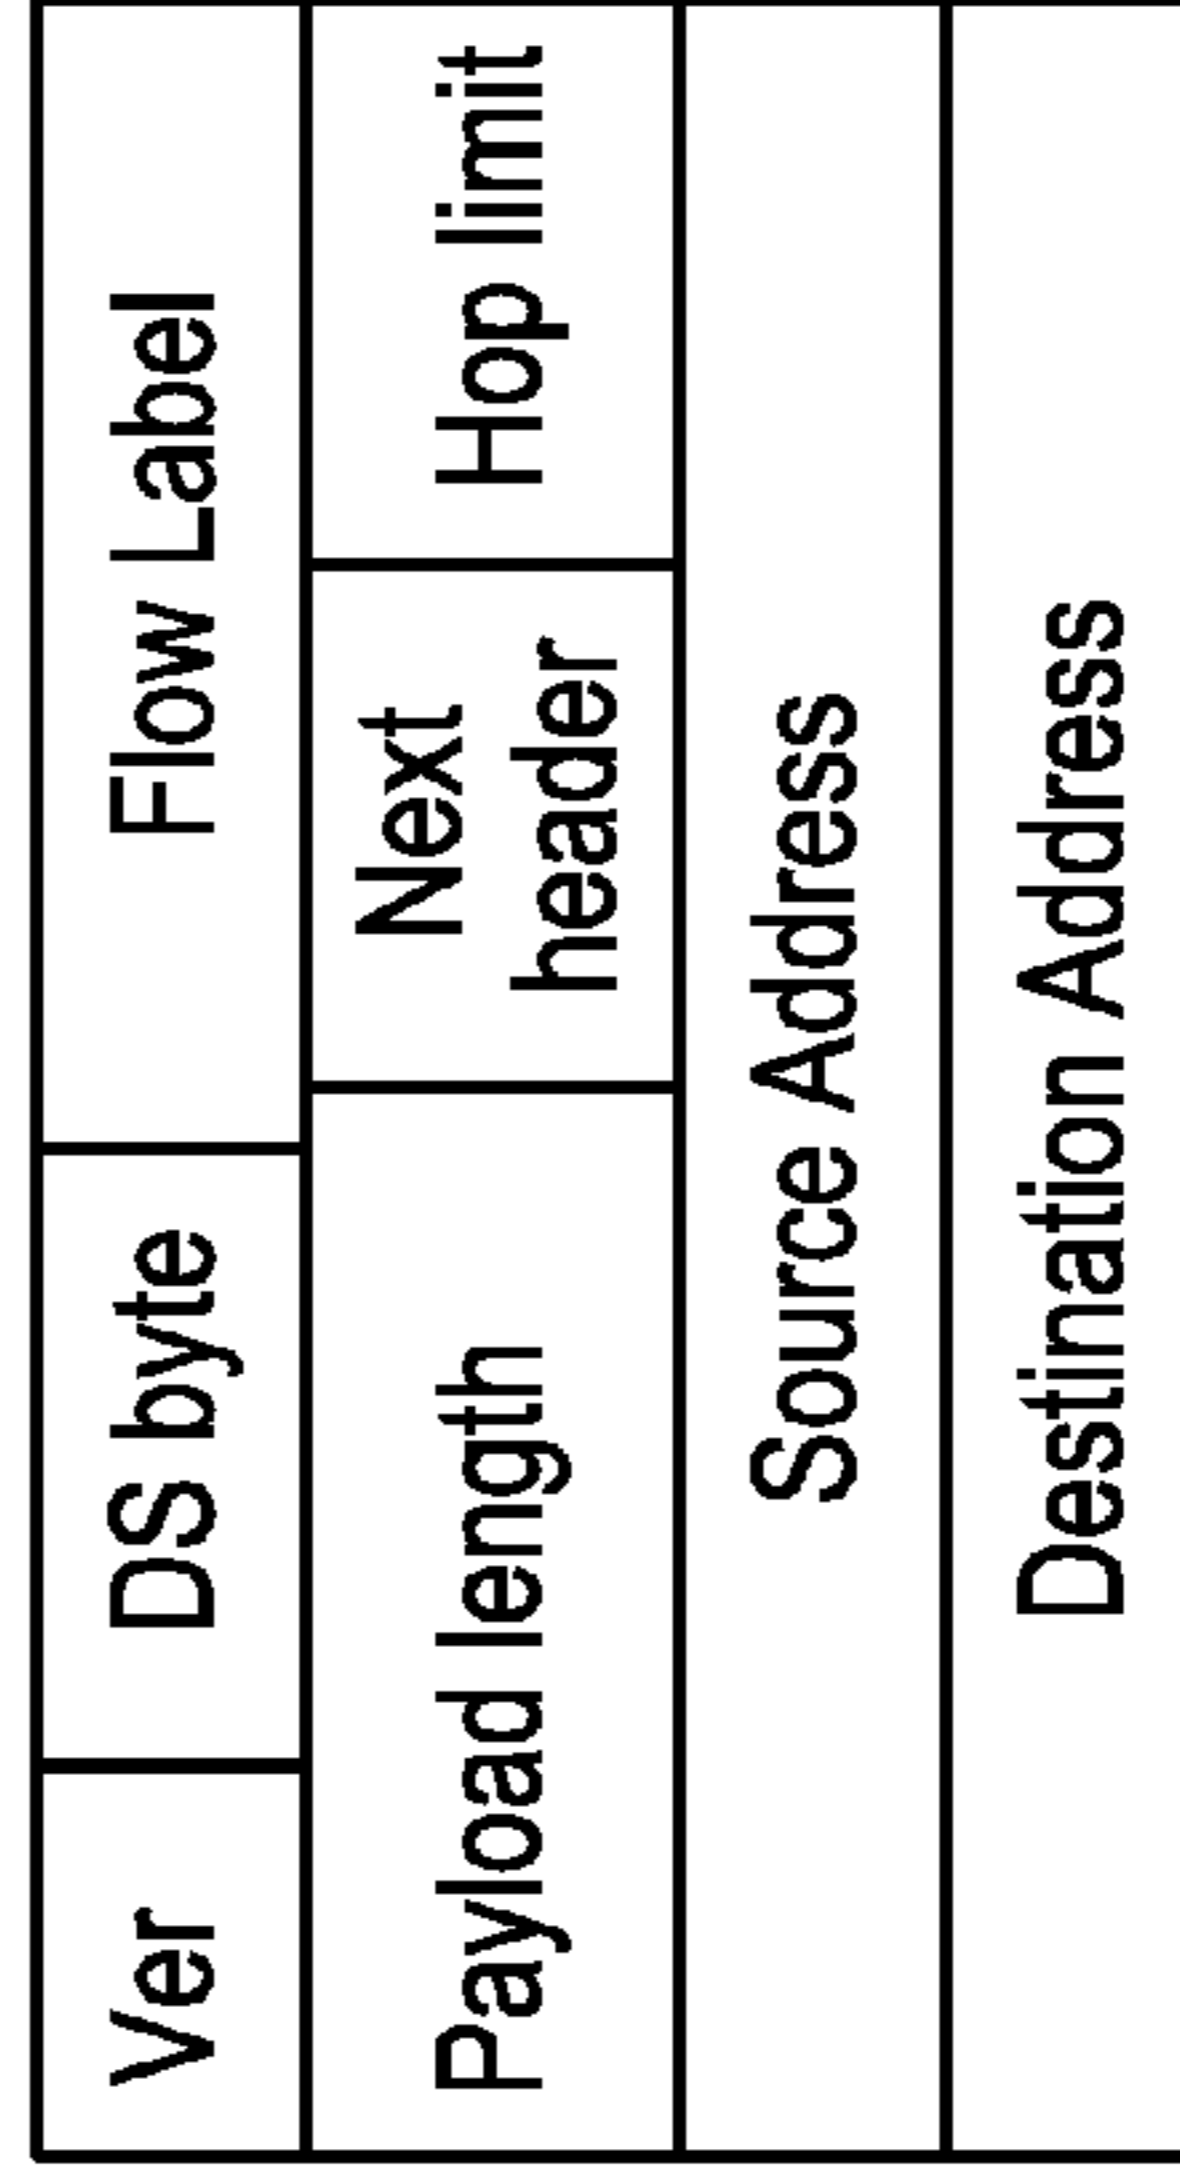 Ver
DS byte
Flow Label
Payload length
Next
header
Hop limit
Source Address
Destination Address